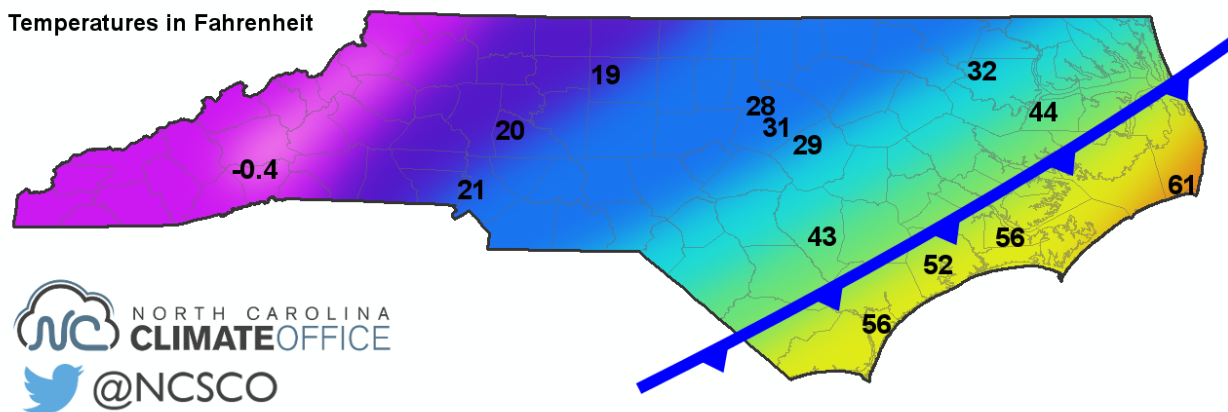 Temperatures in Fahrenheit
19
32
28
44
31
20
29
-0.4
21
61
43
56
52
56
NC
NORTH CAROLINA
CLIMATEOFFICE
@NCSCO